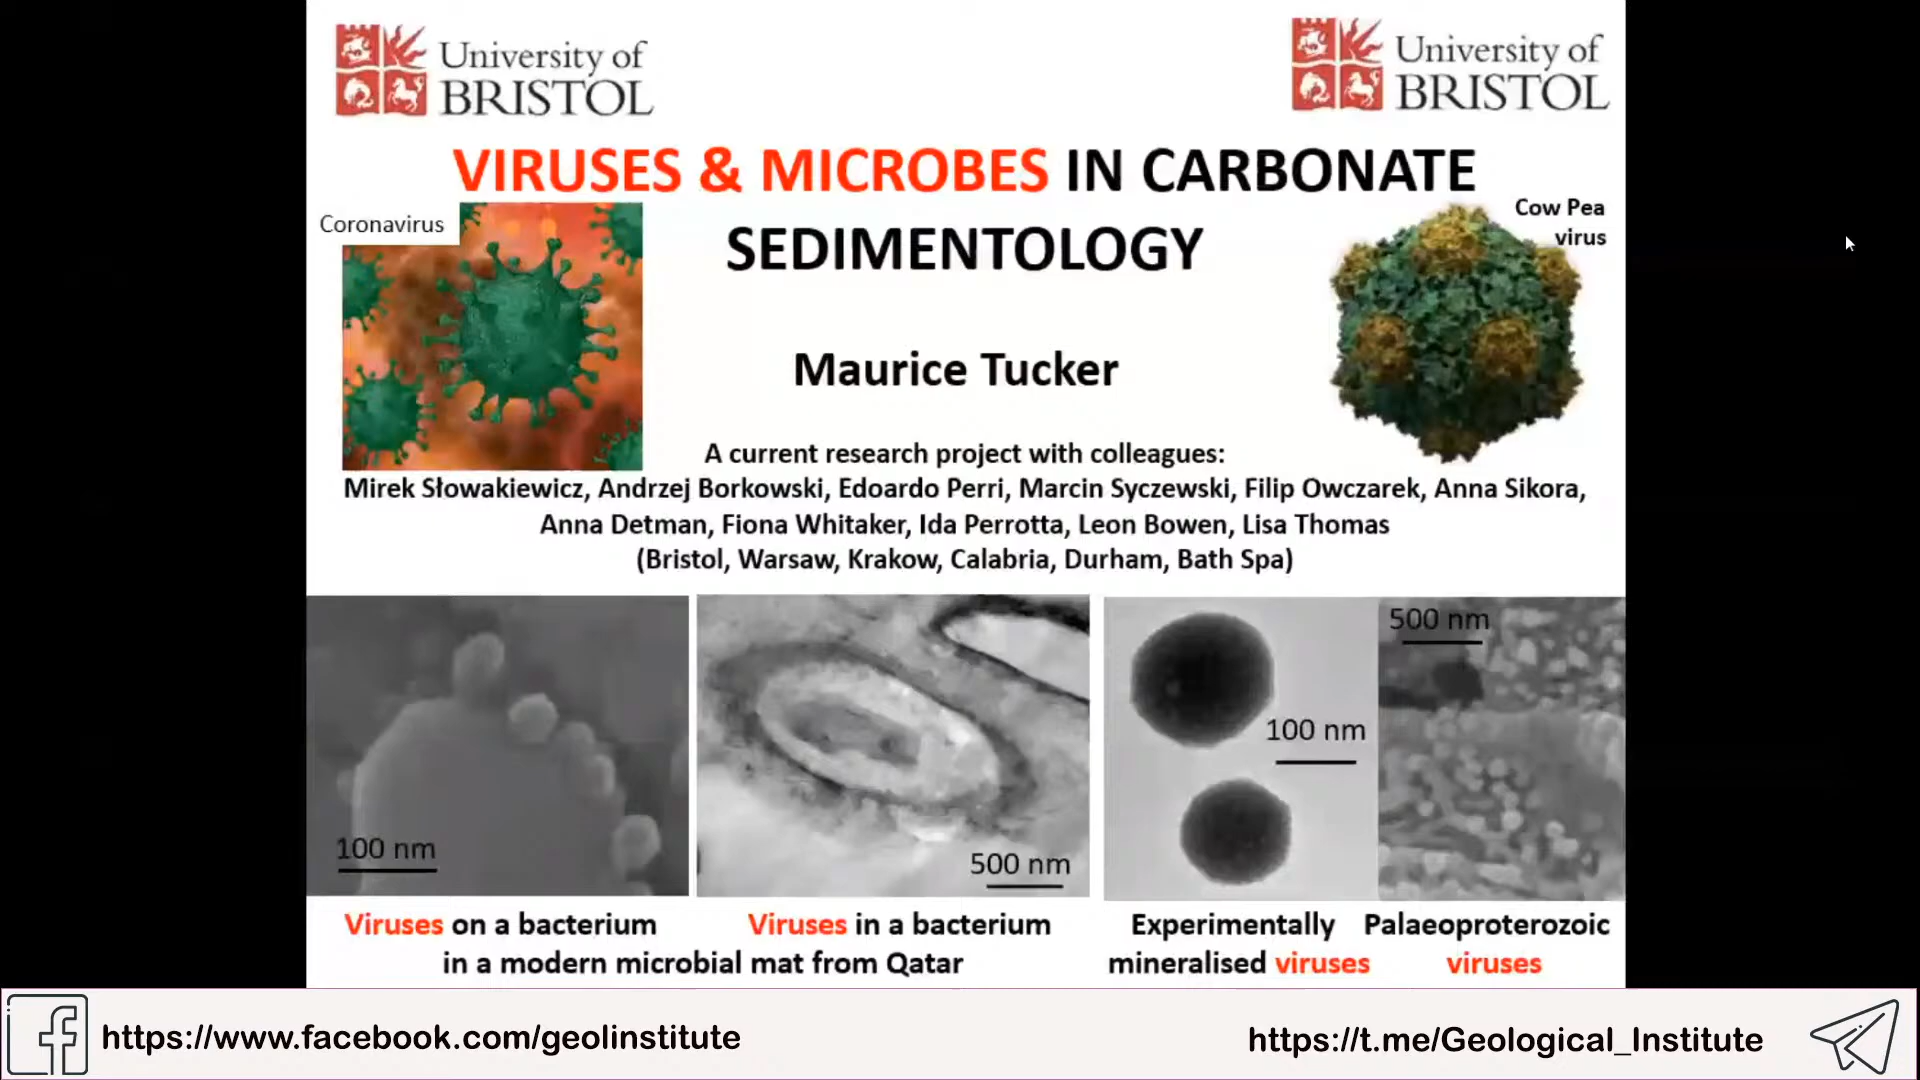 University of
BRISTOL
University of
BRISTOL
VIRUSES & MICROBES IN CARBONATE
SEDIMENTOLOGY
Coronavirus
Cow Pea
virus
Maurice Tucker
A current research project with colleagues:
Mirek Słowakiewicz, Andrzej Borkowski, Edoardo Perri, Marcin Syczewski, Filip Owczarek, Anna Sikora,
Anna Detman, Fiona Whitaker, Ida Perrotta, Leon Bowen, Lisa Thomas
(Bristol, Warsaw, Krakow, Calabria, Durham, Bath Spa)
100 nm
500 nm
100 nm
500 nm
Viruses on a bacterium
Viruses in a bacterium
in a modern microbial mat from Qatar
Experimentally
mineralised viruses
Palaeoproterozoic
viruses
https://www.facebook.com/geolinstitute
https://t.me/Geological_Institute